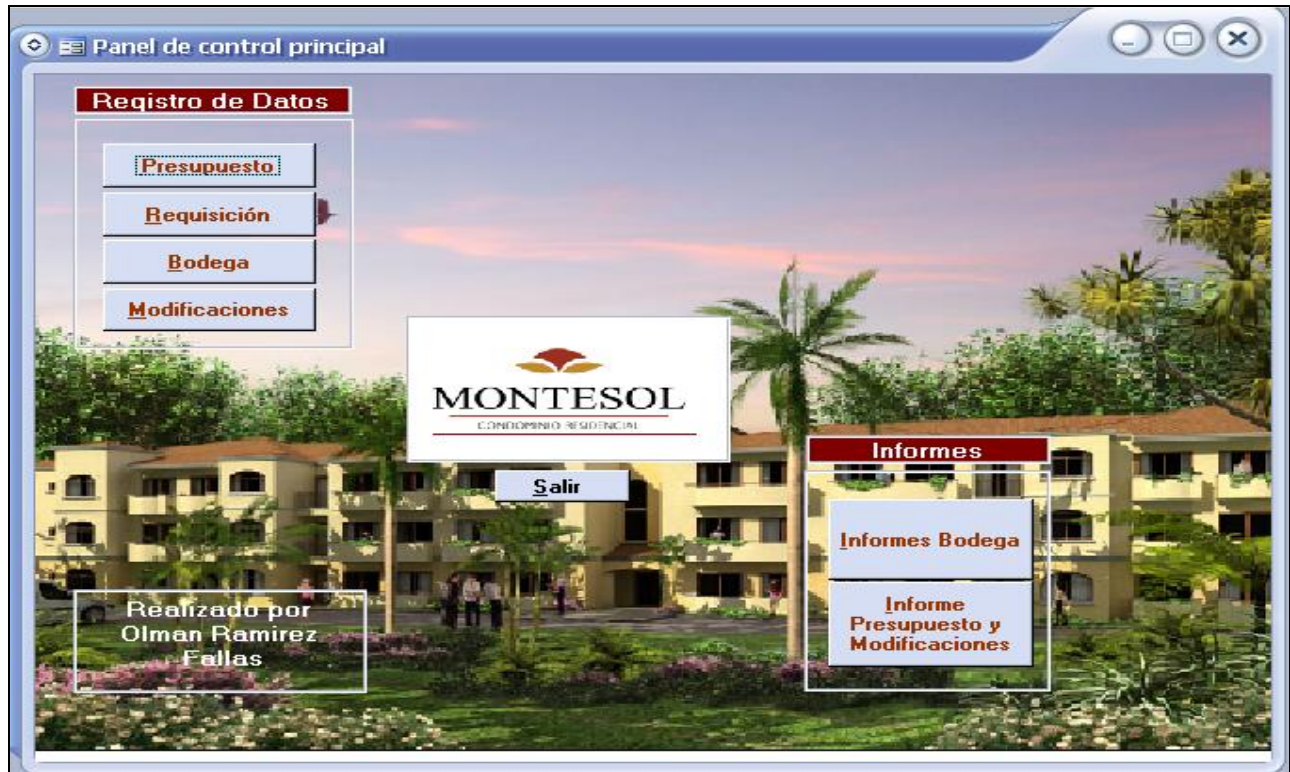 Panel de control principal
Registro de Datos
Presupuesto
Requisición
Bodega
Modificaciones
MONTESOL
CONDOMINIO RESIDENCIAL
Salir
Informes
Informes Bodega
Informe
Presupuesto y
Modificaciones
Realizado por
Olman Ramirez
Fallas